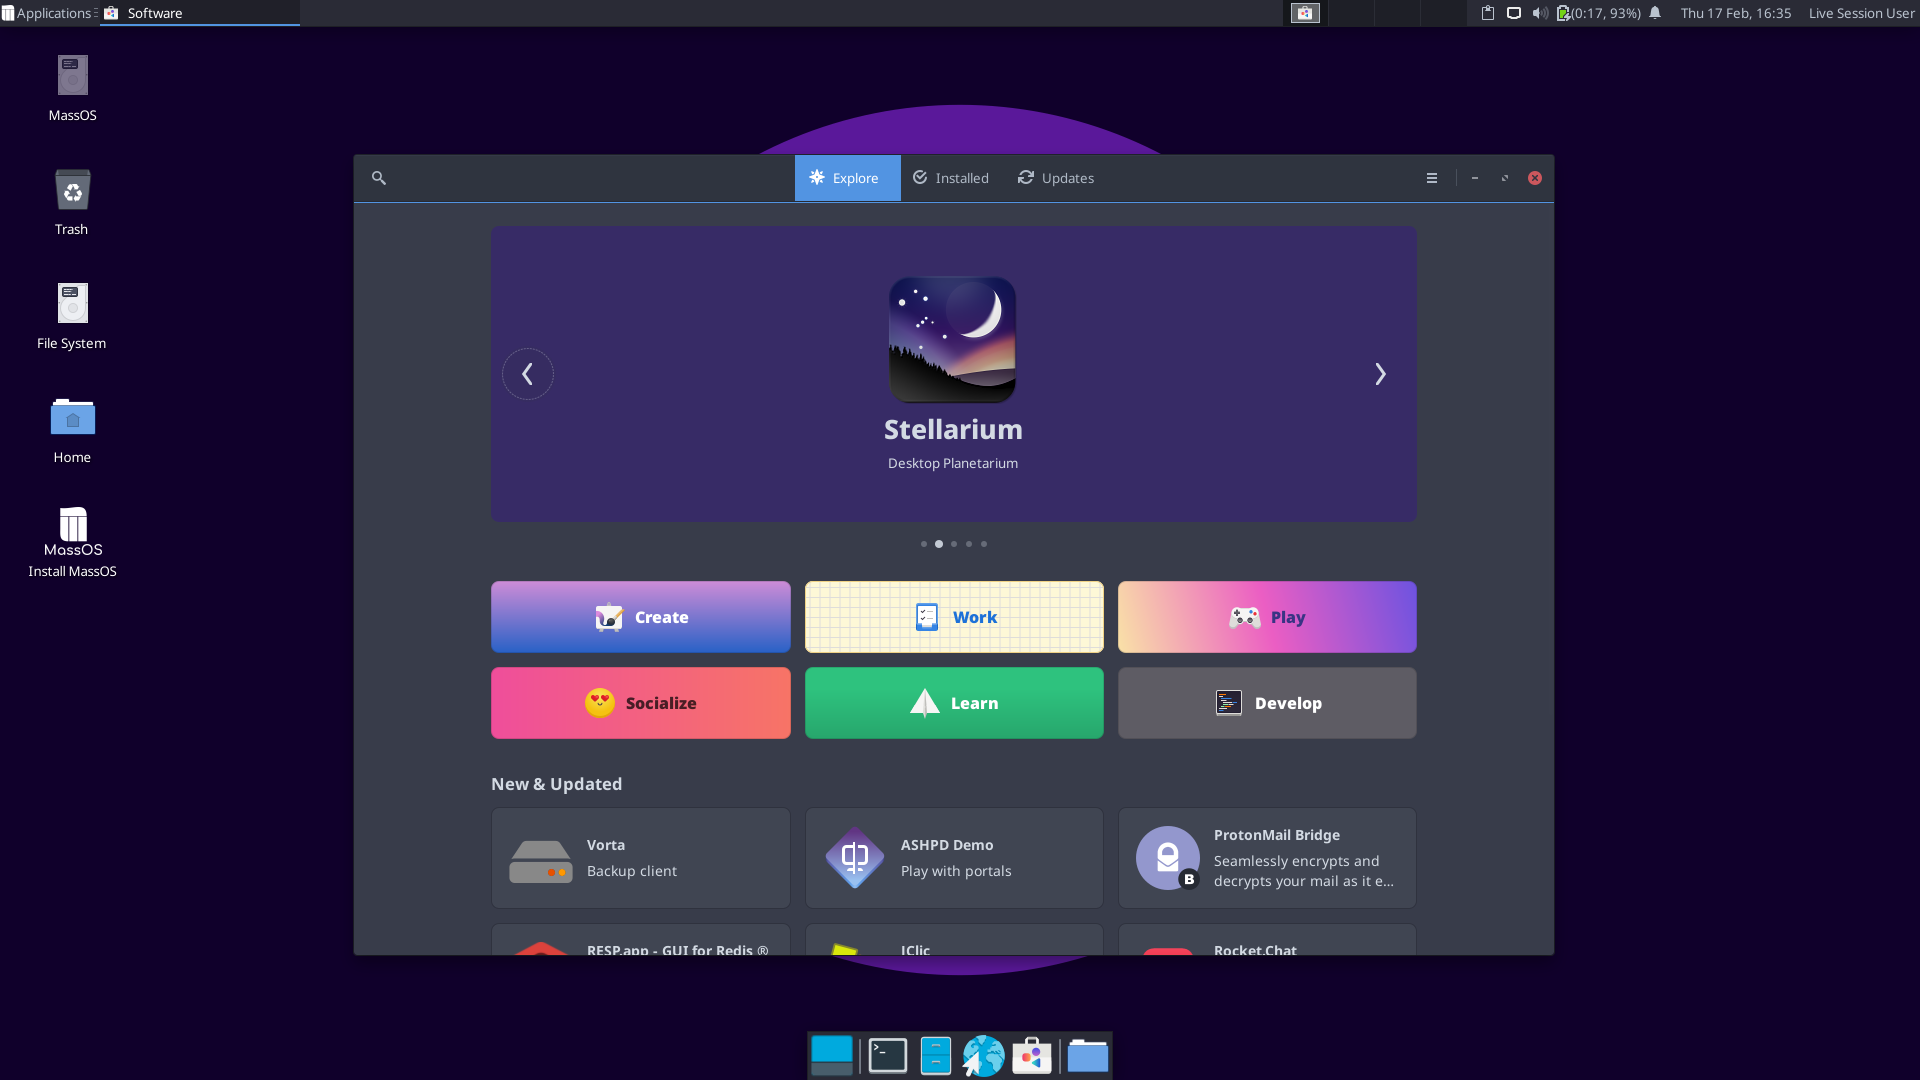 Applications
Software
(0:17, 93%)
Thu 17 Feb, 16:35
Live Session User
MassOS
Trash
File System
Home
MassOS
Install MassOS
Explore
Installed
Updates
Stellarium
Desktop Planetarium
Create
Work
Play
Socialize
Learn
Develop
New & Updated
Vorta
Backup client
ASHPD Demo
Play with portals
ProtonMail Bridge
Seamlessly encrypts and
decrypts your mail as it e...
B
RESP.app - GUI for Redis ®
Rocket.Chat